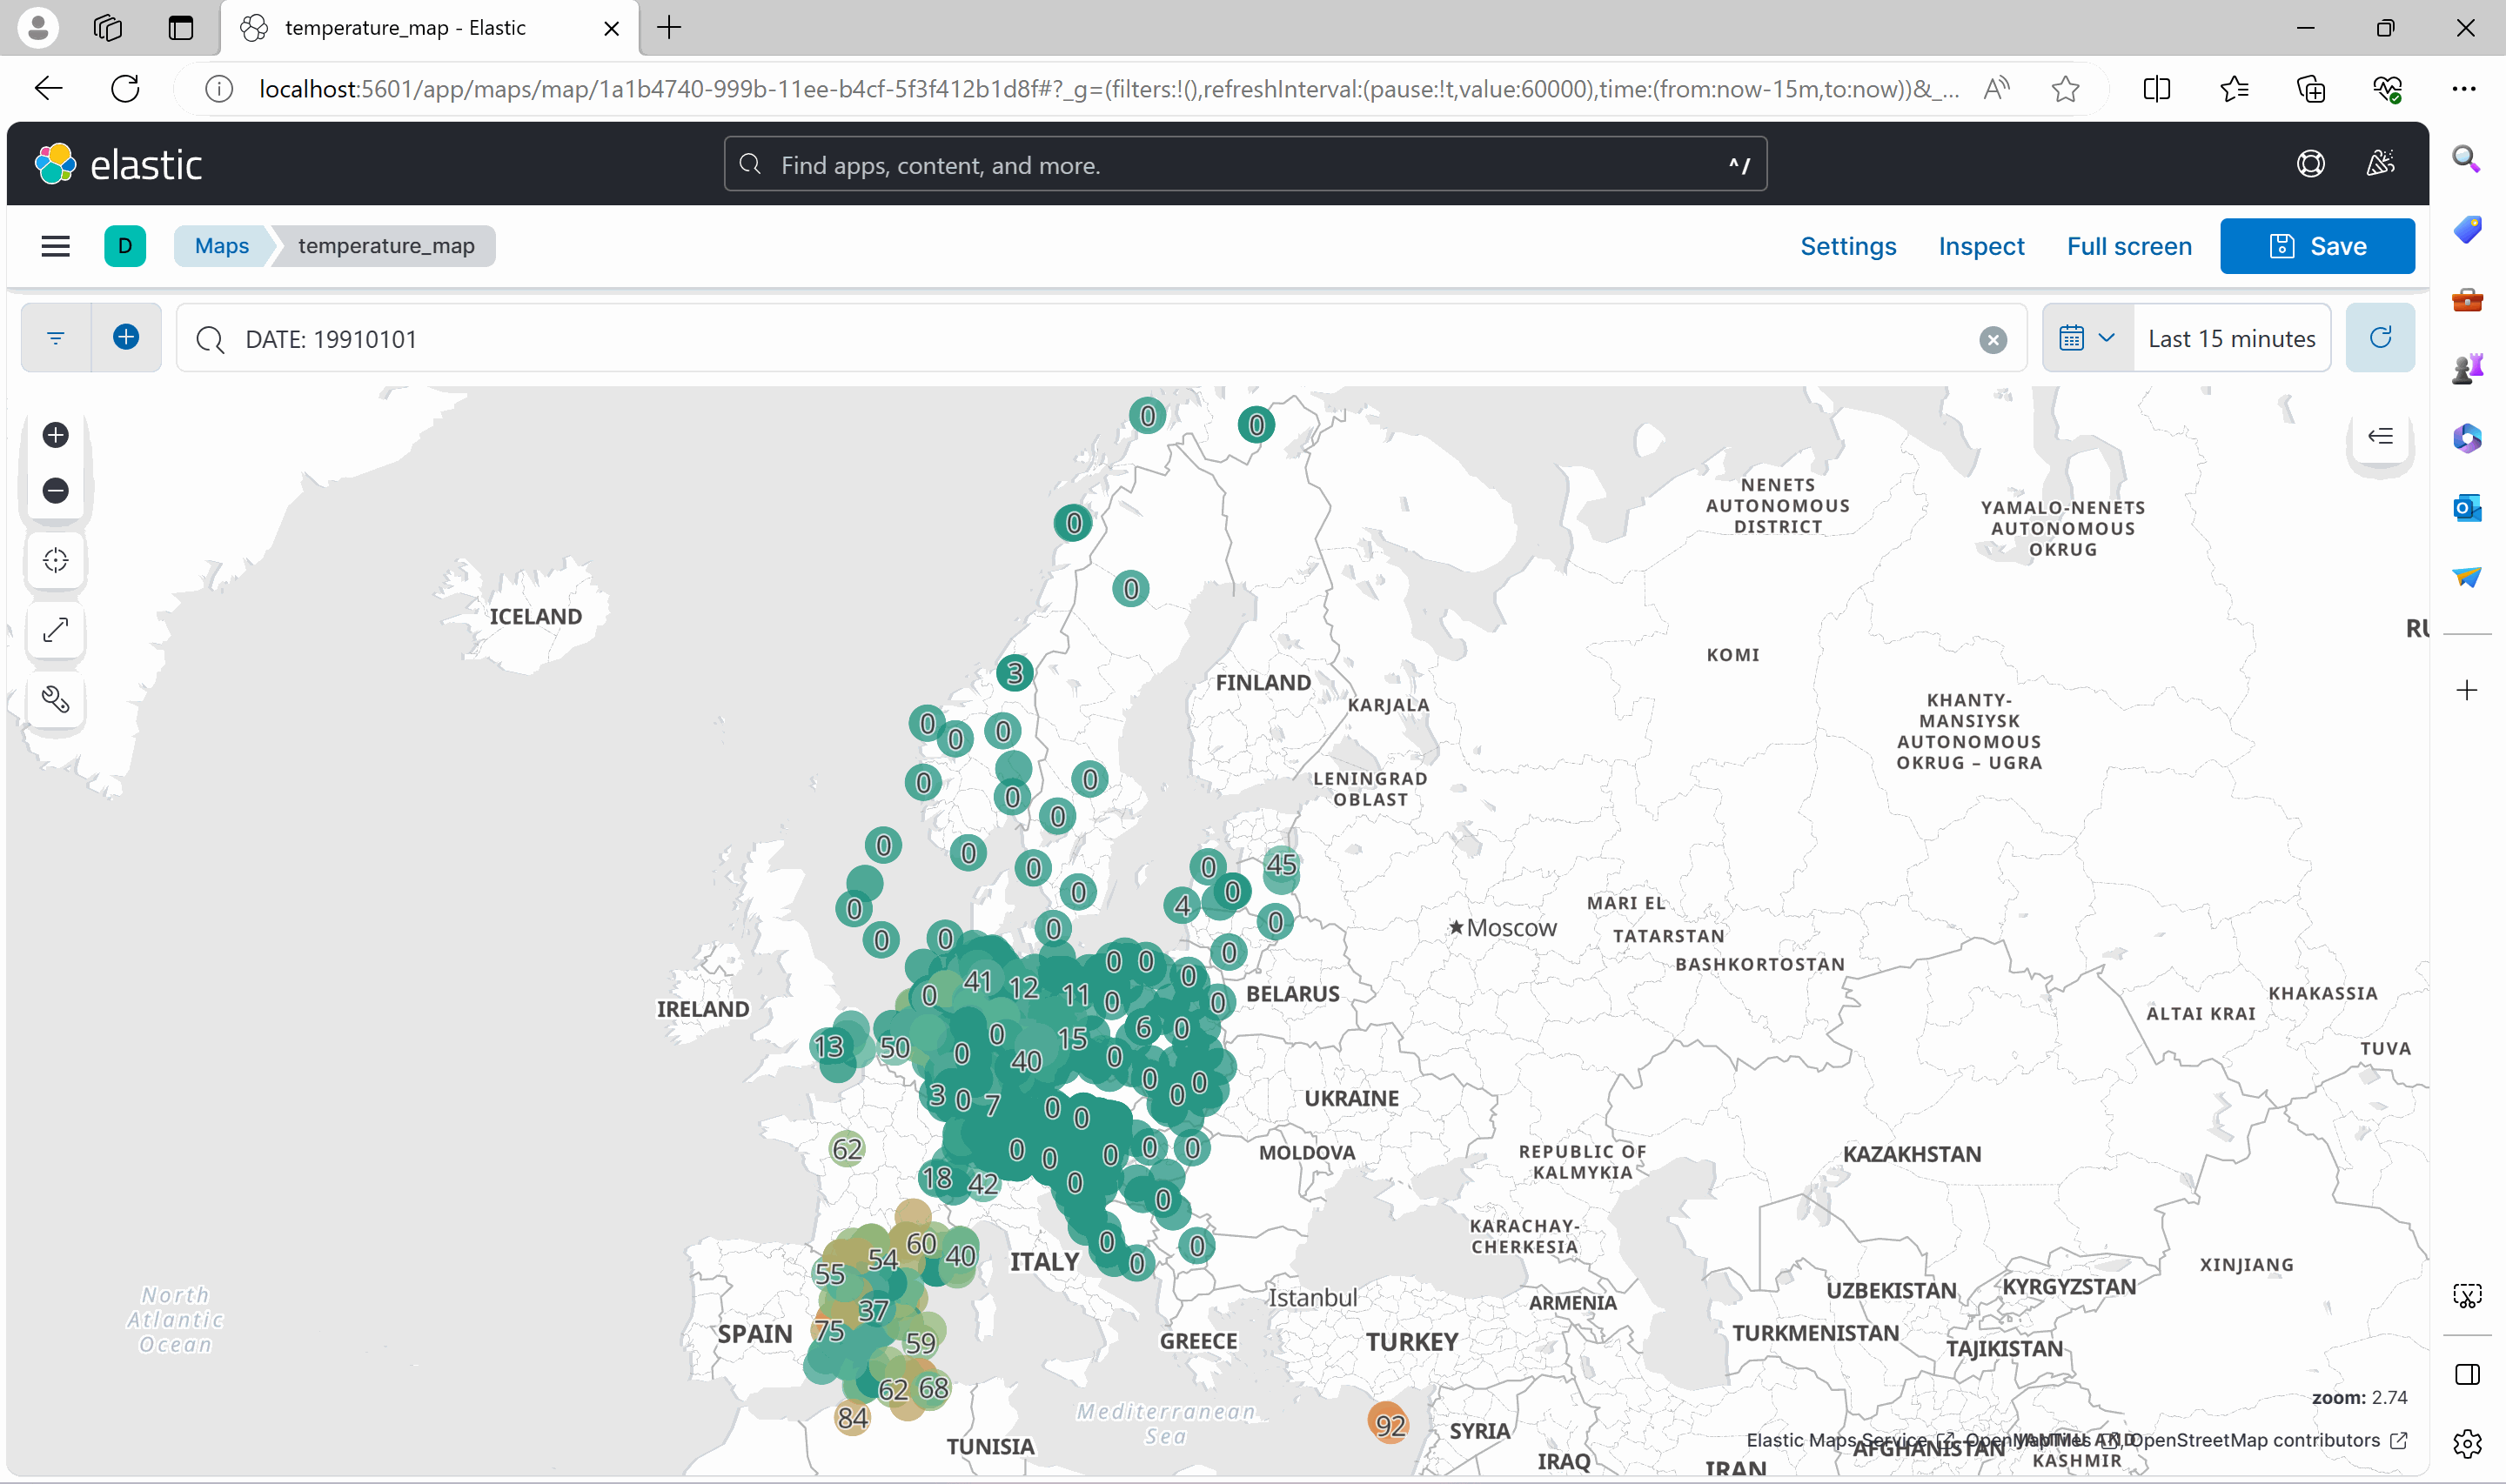 temperature_map - Elastic
localhost:5601/app/maps/map/1a1b4740-999b-11ee-b4cf-5f3f412b1d8f#?_g=(filters:!(),refreshInterval:(pause:!t,value:60000),time:(from:now-15m,to:now))&_...
elastic
Find apps, content, and more.
^/
D
Maps
temperature_map
Settings
Inspect
Full screen
Save
DATE: 19910101
Last 15 minutes
0
0
NENETS
AUTONOMOUS
DISTRICT
YAMALO-NENETS
AUTONOMOUS
OKRUG
0
0
ICELAND
RU
KOMI
3
FINLAND
KARJALA
KHANTY-
MANSIYSK
AUTONOMOUS
OKRUG – UGRA
0
0
0
0
0
0
LENINGRAD
OBLAST
0
0
0
0
0
0
45
0
0
4
0
0
MARI EL
Moscow
TATARSTAN
0
0
0
0
BASHKORTOSTAN
0
0
0
41
12
11
0
0
0
BELARUS
IRELAND
KHAKASSIA
ALTAI KRAI
TUVA
13
50
0
0
40
15
0
6
0
0
0
0
3
0
7
0
0
UKRAINE
62
0
0
0
0
0
MOLDOVA
REPUBLIC OF
KALMYKIA
KAZAKHSTAN
18
42
0
0
KARACHAY-
CHERKESIA
60
54
40
55
ITALY
0
0
0
XINJIANG
North
Atlantic
Ocean
37
75
59
SPAIN
GREECE
Istanbul
TURKEY
ARMENIA
UZBEKISTAN
KYRGYZSTAN
TURKMENISTAN
TAJIKISTAN
62
68
84
Mediterranean
Sea
92
SYRIA
TUNISIA
IRAQ
IRAN
zoom: 2.74
Elastic Maps Service
OpenMapTiles
OpenStreetMap contributors
AFGHANISTAN
JAMMU AND
KASHMIR